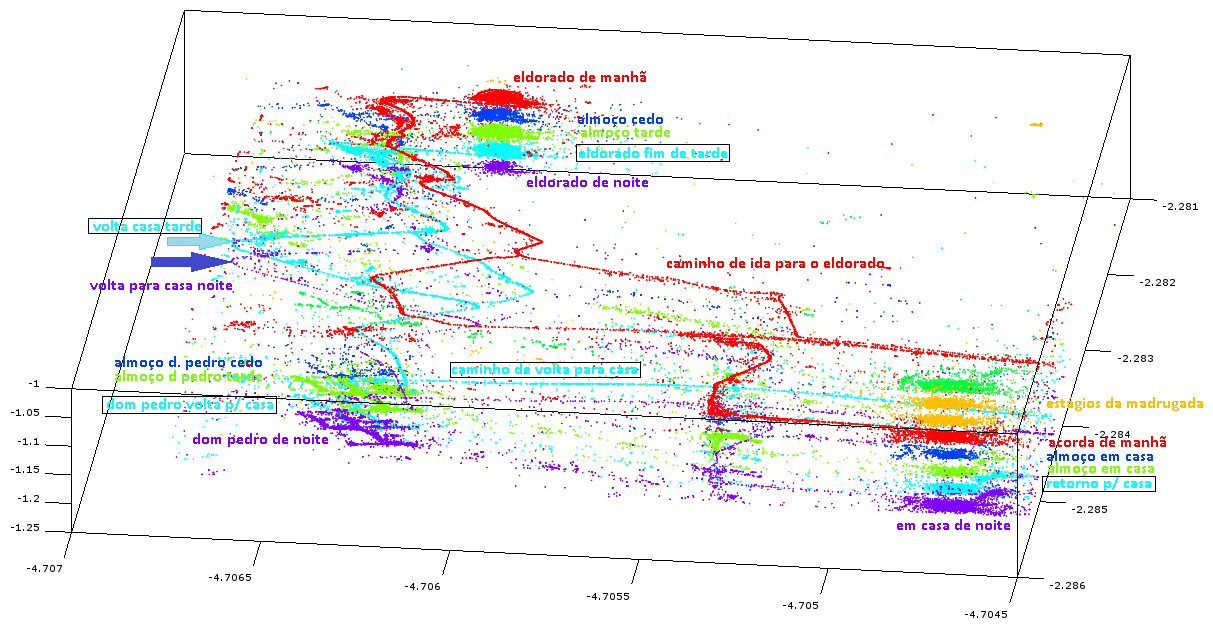 eldorado de manhã
almoço cedo
almoço tarde
eldorado fim de tarde
eldorado de noite
-2.281
volta casa tarde
caminho de ida para o eldorado
-2.282
volta para casa noite
-2.283
almoço d. pedro cedo
caminho de volta para casa
almoço d pedro tarde
-1
dom pedro volta p/ casa
estágios da madrugada
-1.05
-2.284
dom pedro de noite
acorda de manhã
-1.1
almoço em casa
almoço em casa
-1.15
retorno p/ casa
-1.2
-2.285
em casa de noite
-1.25
-4.707
-4.7065
-4.706
-4.7055
-4.705
-4.7045
-2.286